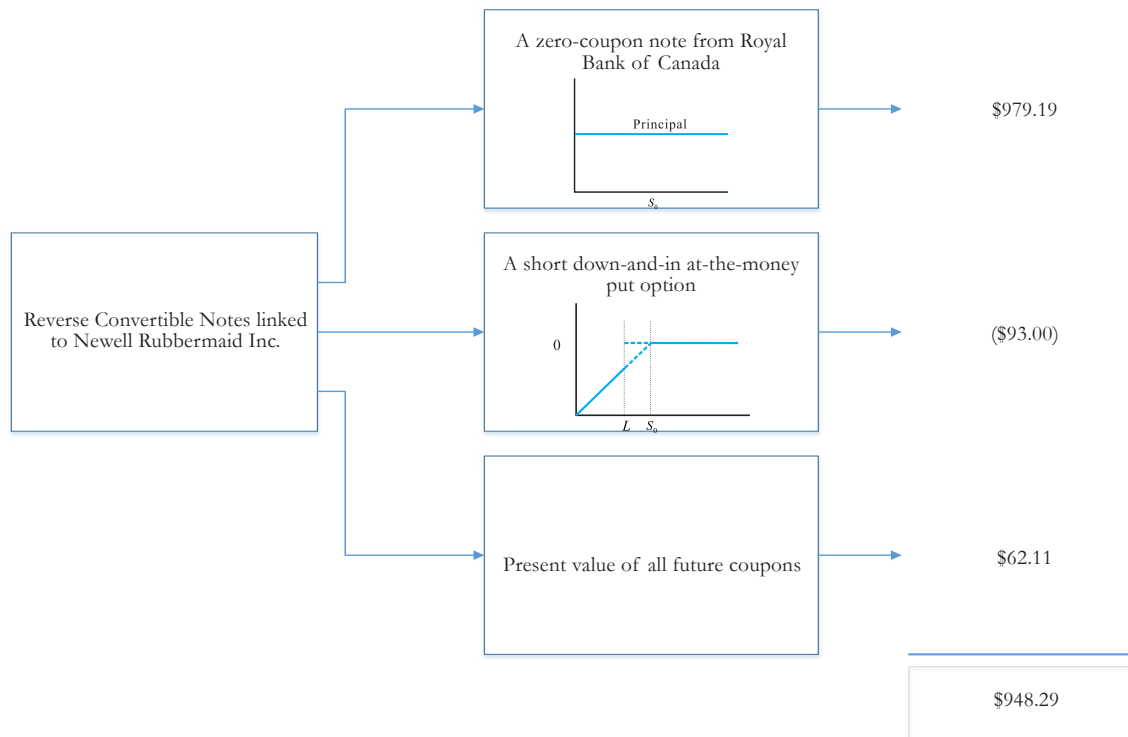 A zero-coupon note from Royal
Bank of Canada
Principal
S₀
$979.19
Reverse Convertible Notes linked
to Newell Rubbermaid Inc.
A short down-and-in at-the-money
put option
0
L S₀
($93.00)
Present value of all future coupons
$62.11
$948.29